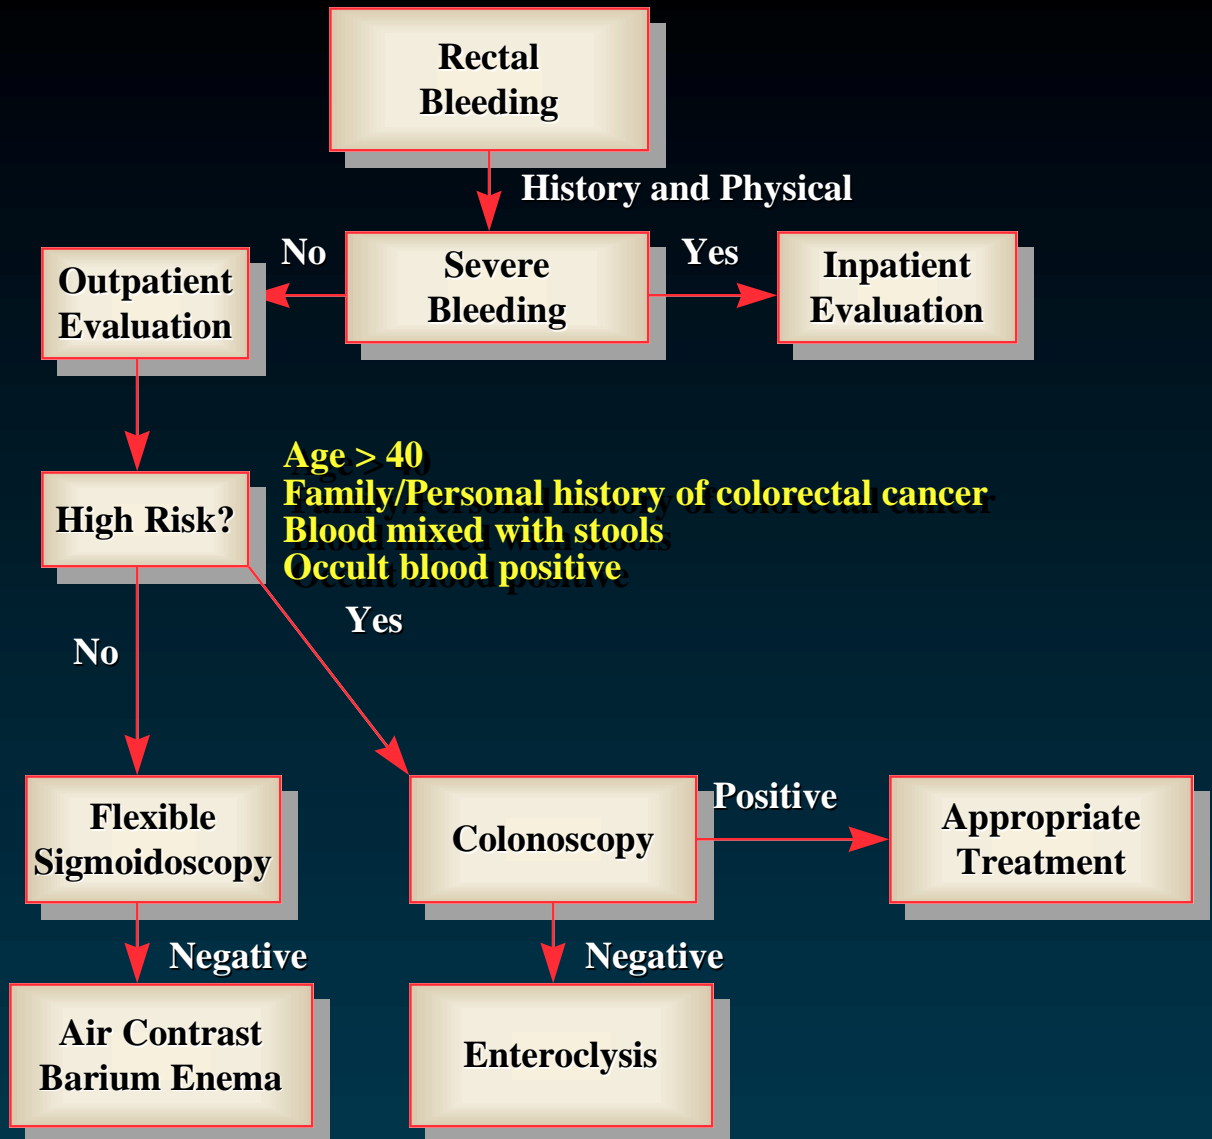 Rectal
Bleeding
History and Physical
No
Severe
Bleeding
Yes
Inpatient
Evaluation
Outpatient
Evaluation
Age > 40
Family/Personal history of colorectal cancer
Blood mixed with stools
Occult blood positive
High Risk?
Yes
No
Flexible
Sigmoidoscopy
Colonoscopy
Positive
Appropriate
Treatment
Negative
Negative
Air Contrast
Barium Enema
Enteroclysis